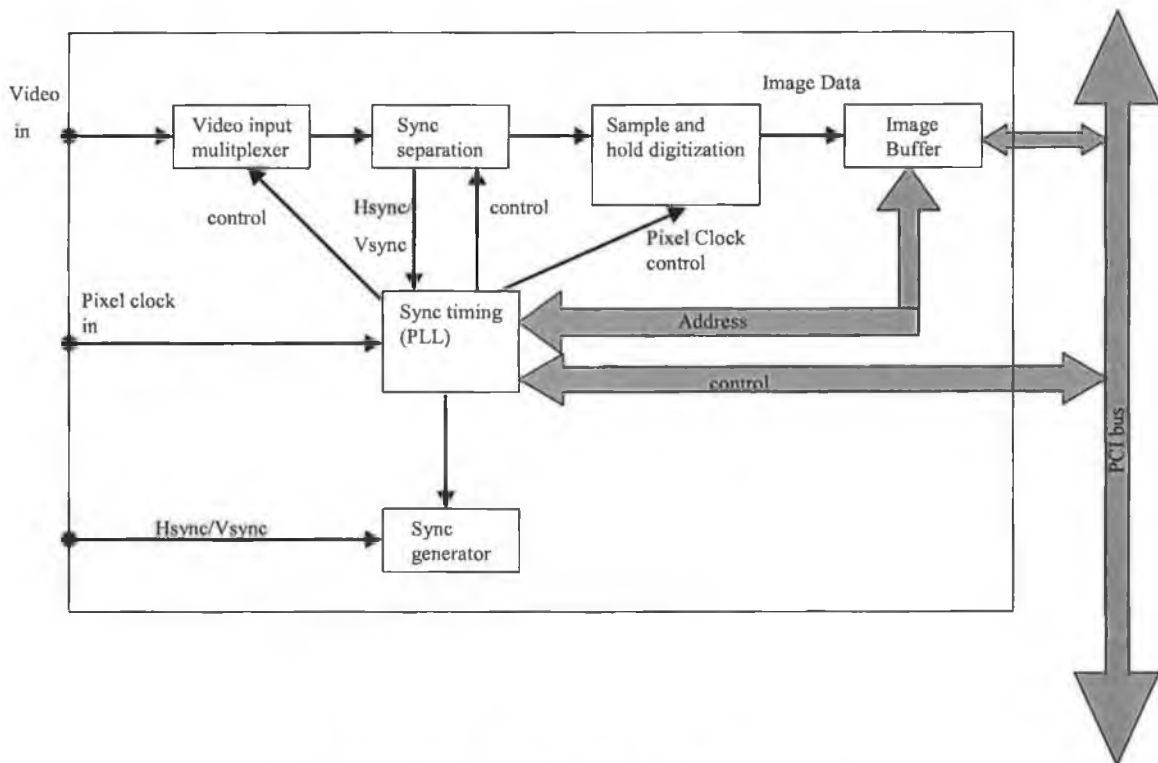 Image Data
Video
in
Video input
mulitplexer
Sync
separation
Sample and
hold digitization
Image
Buffer
control
Hsync/
Vsync
control
Pixel Clock
control
Pixel clock
in
Sync timing
(PLL)
Address
control
PCI bus
Hsync/Vsync
Sync
generator